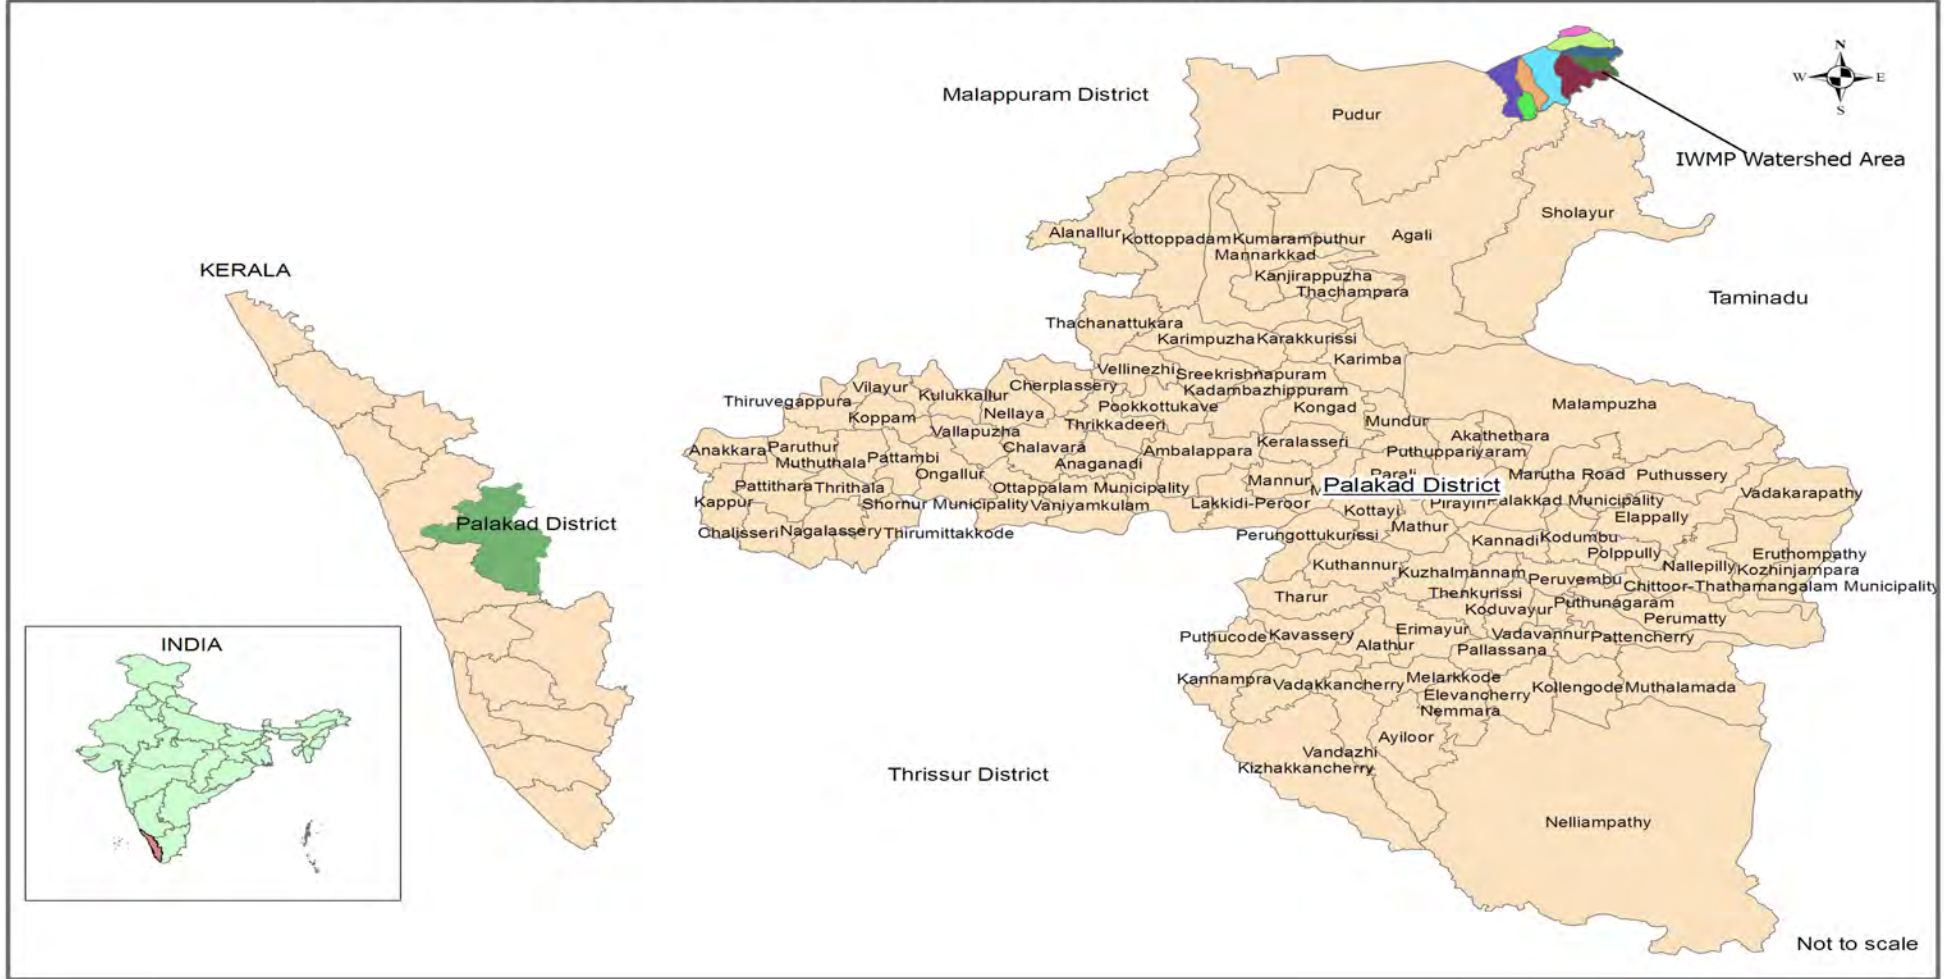 N
W E
S
Malappuram District
Pudur
IWMP Watershed Area
Sholayur
Alanallur
Kottoppadam
Kumaramputhur
Agali
Mannarkkad
KERALA
Kanjirappuzha
Thachampara
Taminadu
Thachanattukara
Karimpuzha
Karakkurissi
Karimba
Vellinezhi
Sreekrishnapuram
Vilayur
Cherplassery
Kadambazhippuram
Thiruvegappura
Kulukkallur
Pookkottukave
Kongad
Malampuzha
Koppam
Nellaya
Thrikkadeeri
Mundur
Vallapuzha
Akathethara
Anakkara
Paruthur
Chalavara
Ambalappara
Keralasseri
Puthuppariyaram
Muthuthala
Pattambi
Anaganadi
Ongallur
Parali
Marutha Road
Puthussery
Pattithara
Thrithala
Ottappalam Municipality
Mannur
Palakad District
Vadakarapathy
Kappur
Shornur Municipality
Vaniyamkulam
Lakkidi-Peroor
Kottayi
Pirayiri
Palakkad Municipality
Elappally
Palakad District
Chalisseri
Nagalassery
Thirumittakkode
Perungottukurissi
Mathur
Kannadi
Kodumbu
Polppully
Eruthompathy
Kuthannur
Kuzhalmannam
Peruvembu
Nallepilly
Kozhinjampara
Chittoor-Thathamangalam Municipality
Tharur
Thenkurissi
Koduvayur
Puthunagaram
Perumatty
Puthucode
Kavassery
Erimayur
Vadavannur
Pattencherry
Alathur
Pallassana
INDIA
Kannampra
Vadakkancherry
Melarkkode
Elevancherry
Kollengode
Muthalamada
Nemmara
Ayiloor
Vandazhi
Kizhakkancherry
Thrissur District
Nelliampathy
Not to scale